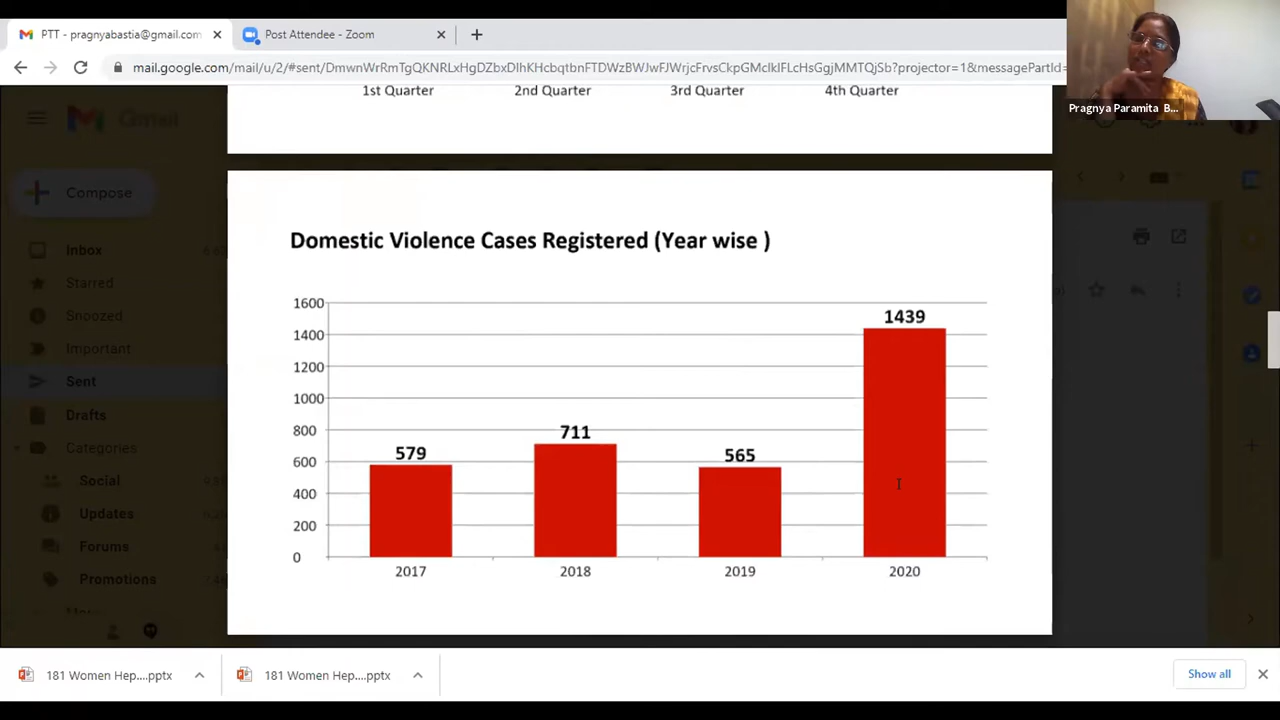 PTT - pragnyabastia@gmail.com
Post Attendee - Zoom
mail.google.com/mail/u/2/#sent/DmwnWrRmTgQKNRLxHgDZbxDlhKHcbqtbnFTDWzBWJwFJWrjcFrvsCkpGMclklFLcHsGgjMMTQjSb?projector=1&messagePartId=
Pragnya Paramita B...
1st Quarter 2nd Quarter 3rd Quarter 4th Quarter
Gmail
Compose
Inbox
Starred
Snoozed
Important
Sent
Drafts
Categories
Social
Updates
Forums
Promotions
Domestic Violence Cases Registered (Year wise )
1600
1400
1200
1000
800
600
400
200
0
579
711
565
1439
2017 2018 2019 2020
181 Women Hep....pptx
181 Women Hep....pptx
Show all